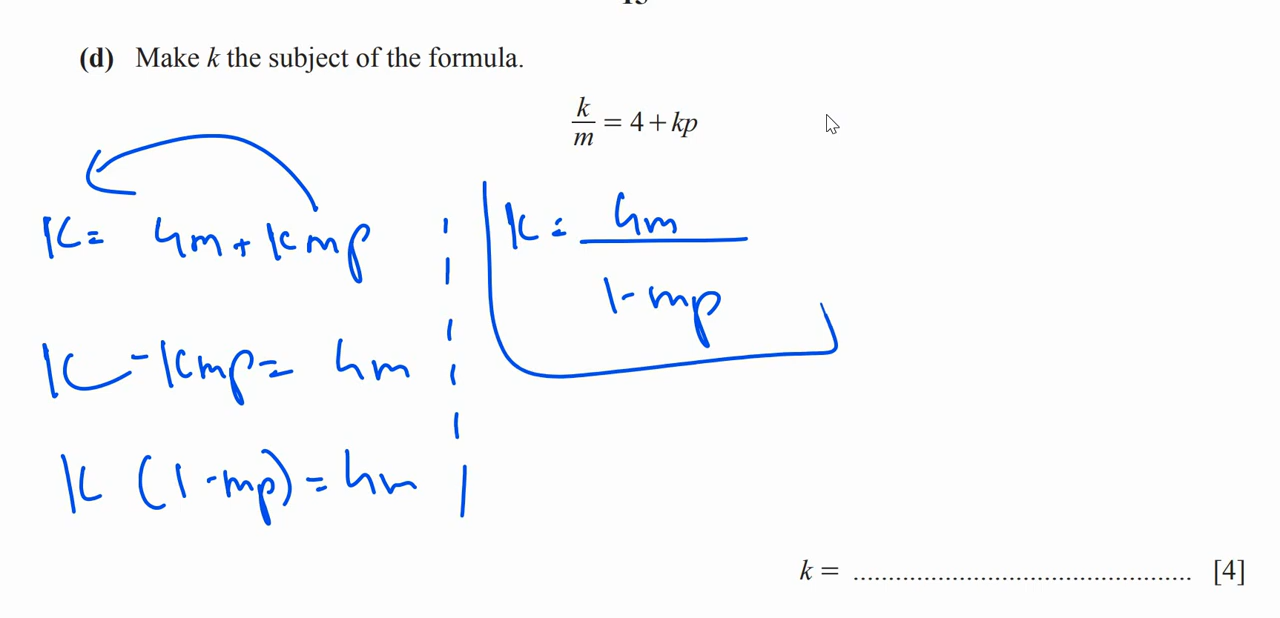 (d) Make k the subject of the formula.
k/m = 4 + kp
k = 4m + kmp
k - kmp = 4m
k (1 - mp) = 4m
k = 4m/(1 - mp)
k = ................................................ [4]